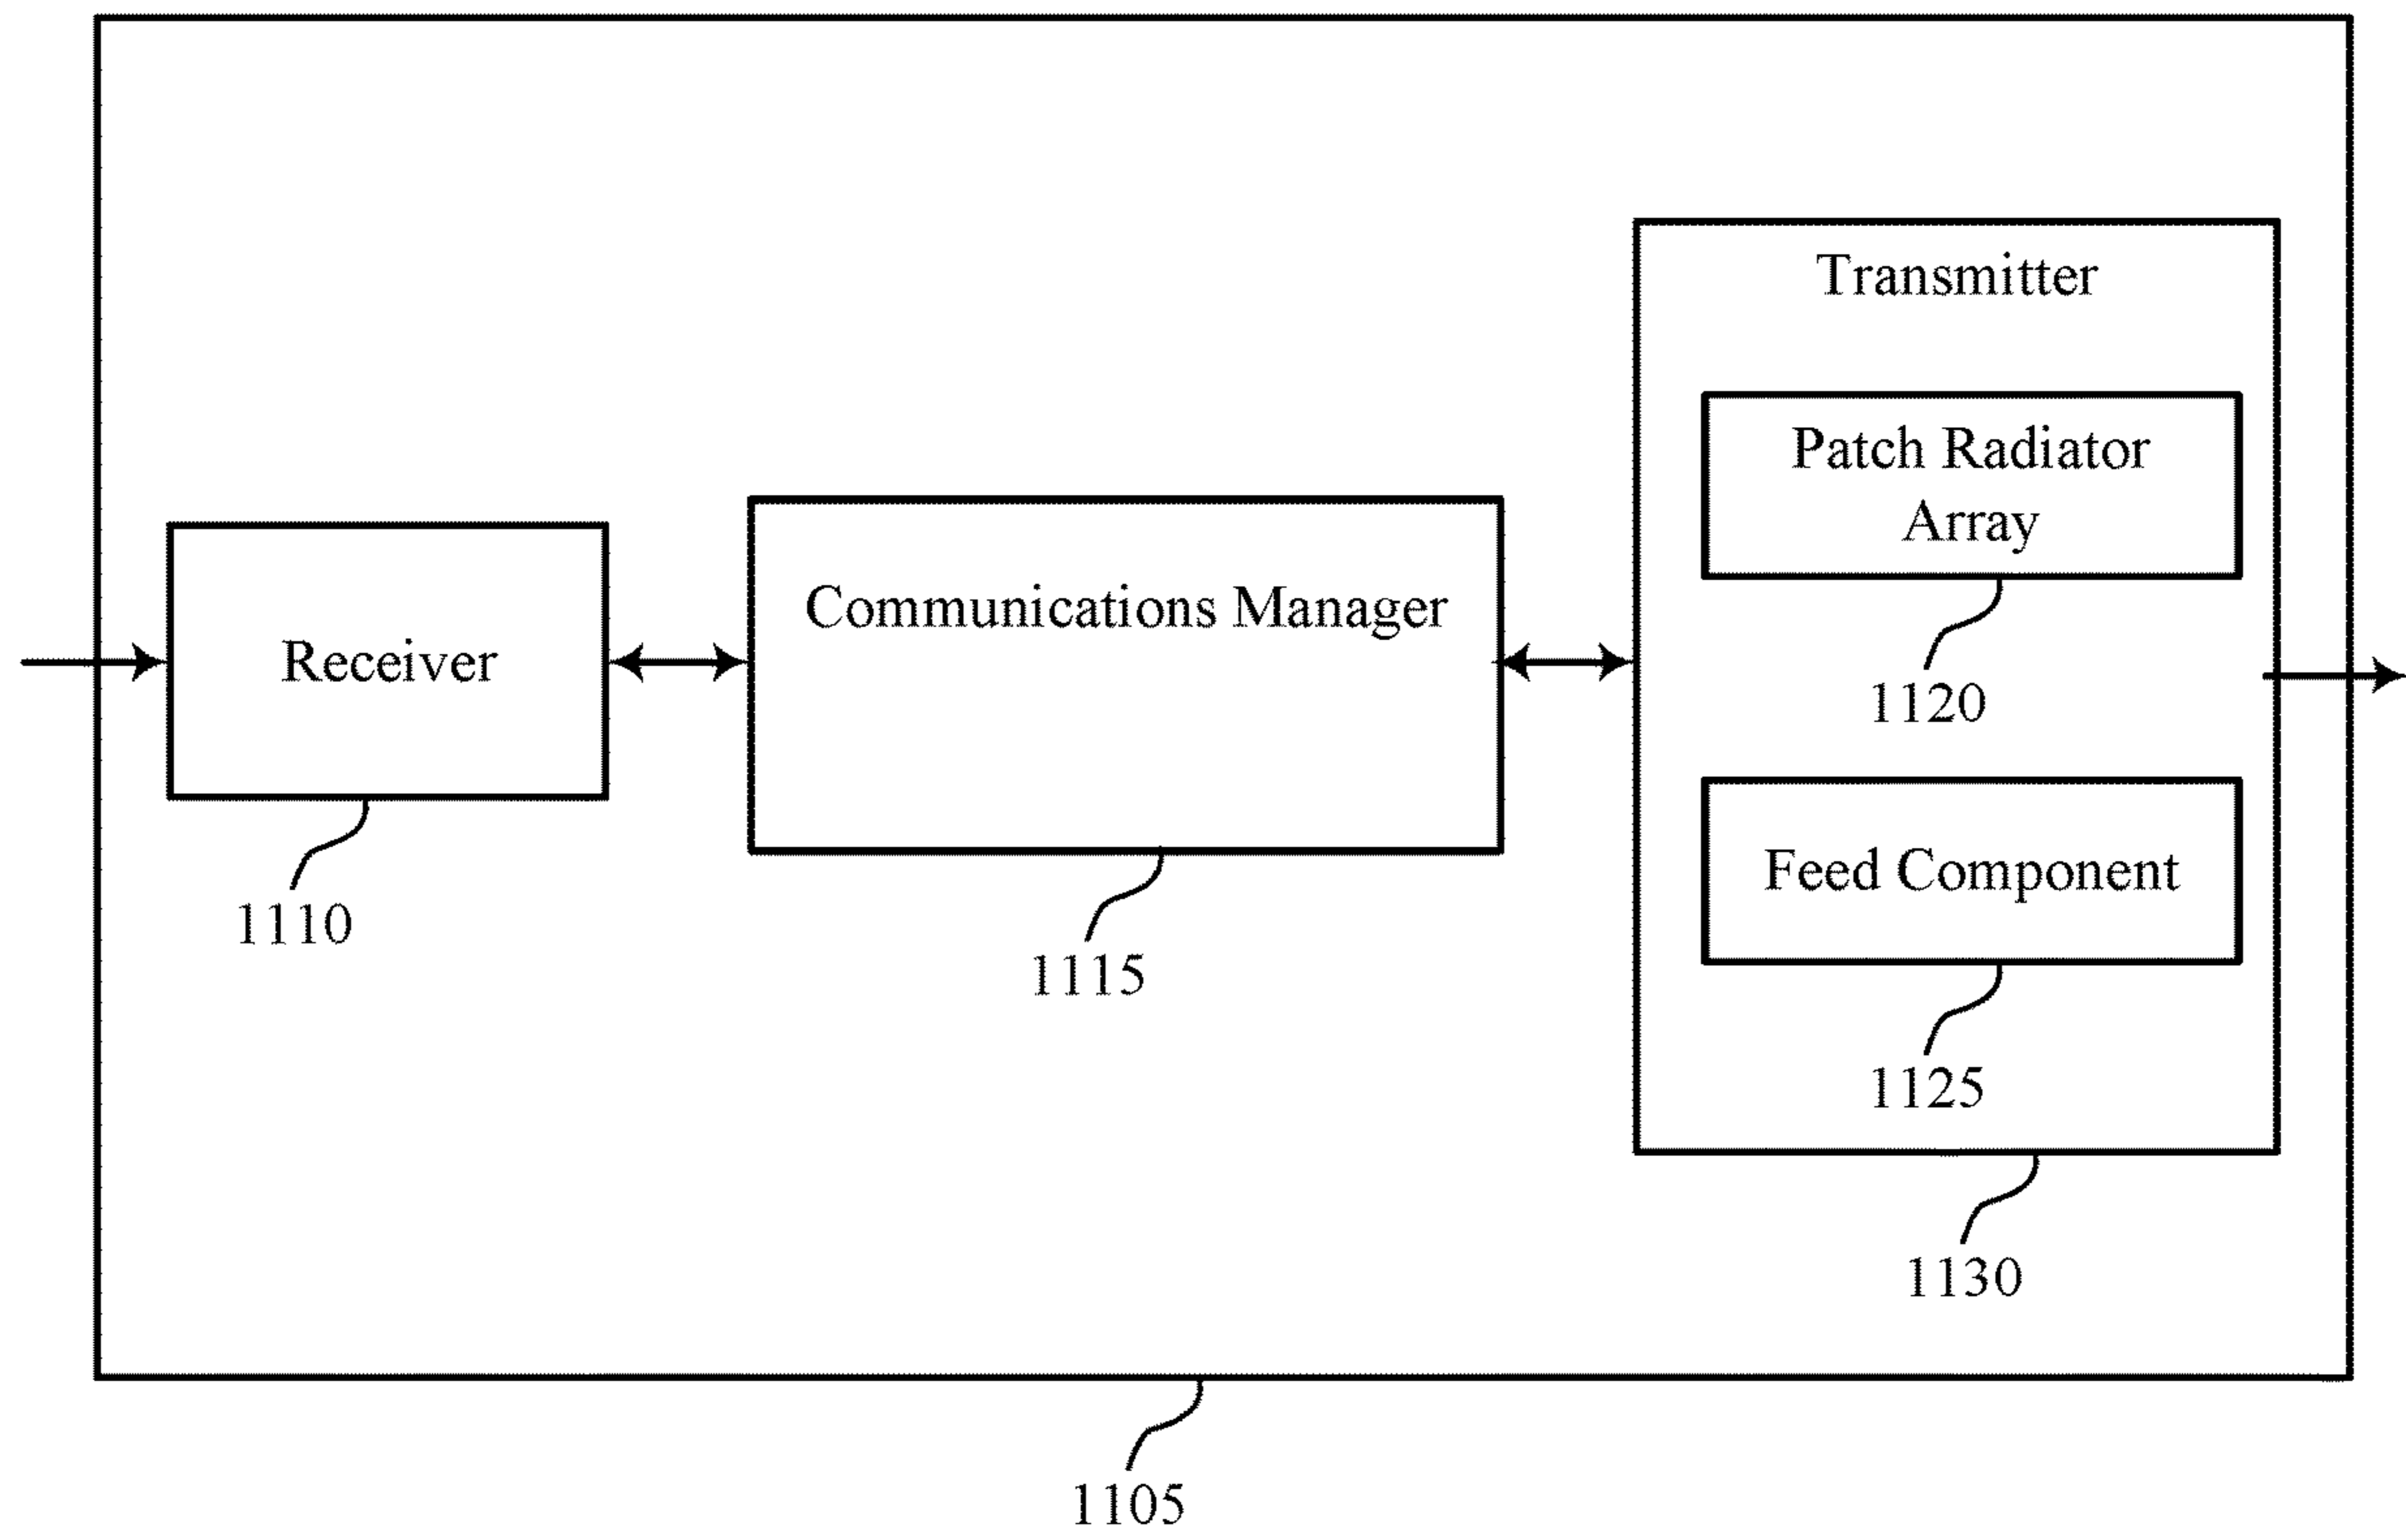 Transmitter
Patch Radiator
Array
1120
Receiver
1110
Communications Manager
1115
Feed Component
1125
1130
1105